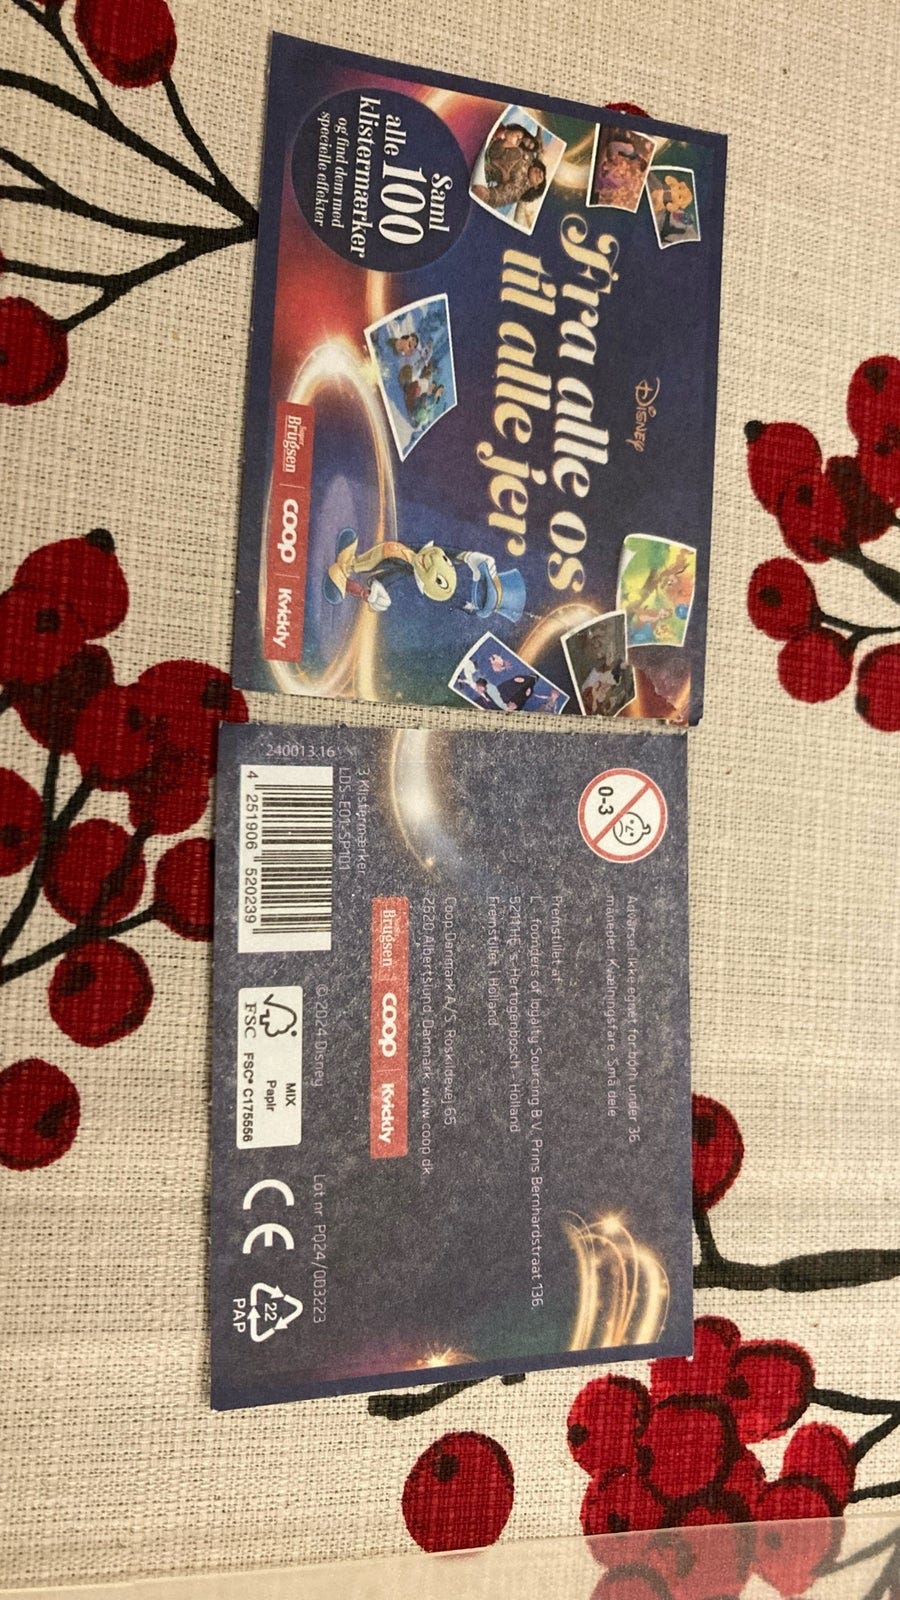 Disney
Fra alle os
til alle jer
Saml
alle 100
klistermærker
og find dem med
specielle effekter
Super
Brugsen
coop
Kvickly
0-3
Advarsel. Ikke egnet for børn under 36
måneder. Kvælningsfare. Små dele
Fremstillet af
L - founders of loyalty Sourcing B.V. Prins Bernhardstraat 136.
's-Hertogenbosch - Holland
Fremstillet i Holland
Coop Danmark A/S. Roskildevej 65
2620 Albertslund. Danmark. www.coop.dk
Super
Brugsen
coop
Kvickly
3 Klistermærker.
LDS-E01-SP101
240013.16
4 251906 520239
© 2024 Disney
Lot nr. PO24/003223
FSC
MIX
Papir
FSC® C175556
CE
22
PAP